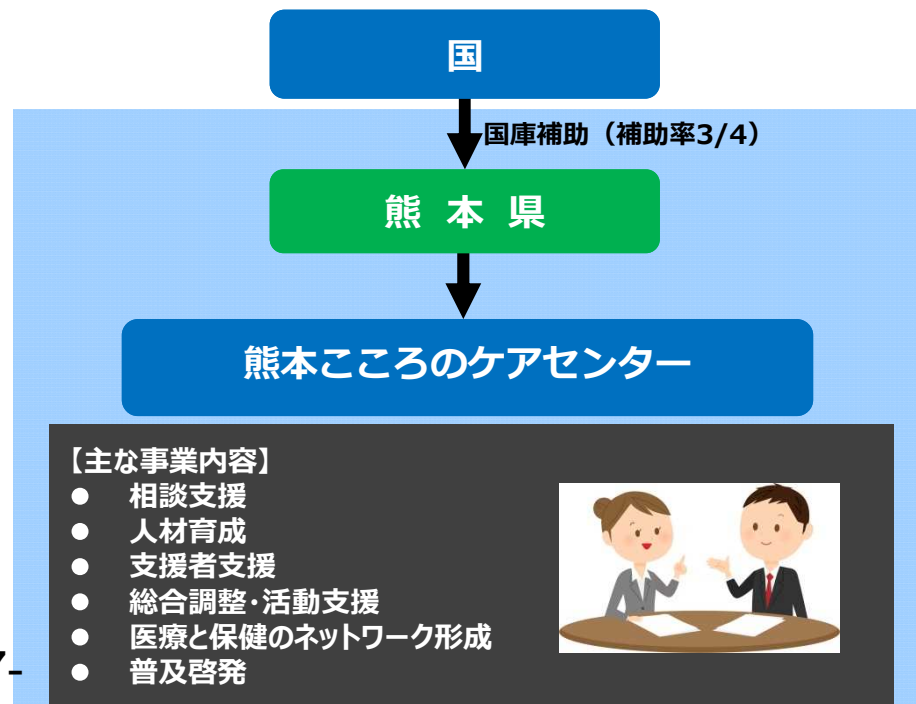 国
国庫補助（補助率3/4）
熊 本 県
熊本こころのケアセンター
【主な事業内容】
● 相談支援
● 人材育成
● 支援者支援
● 総合調整・活動支援
● 医療と保健のネットワーク形成
● 普及啓発